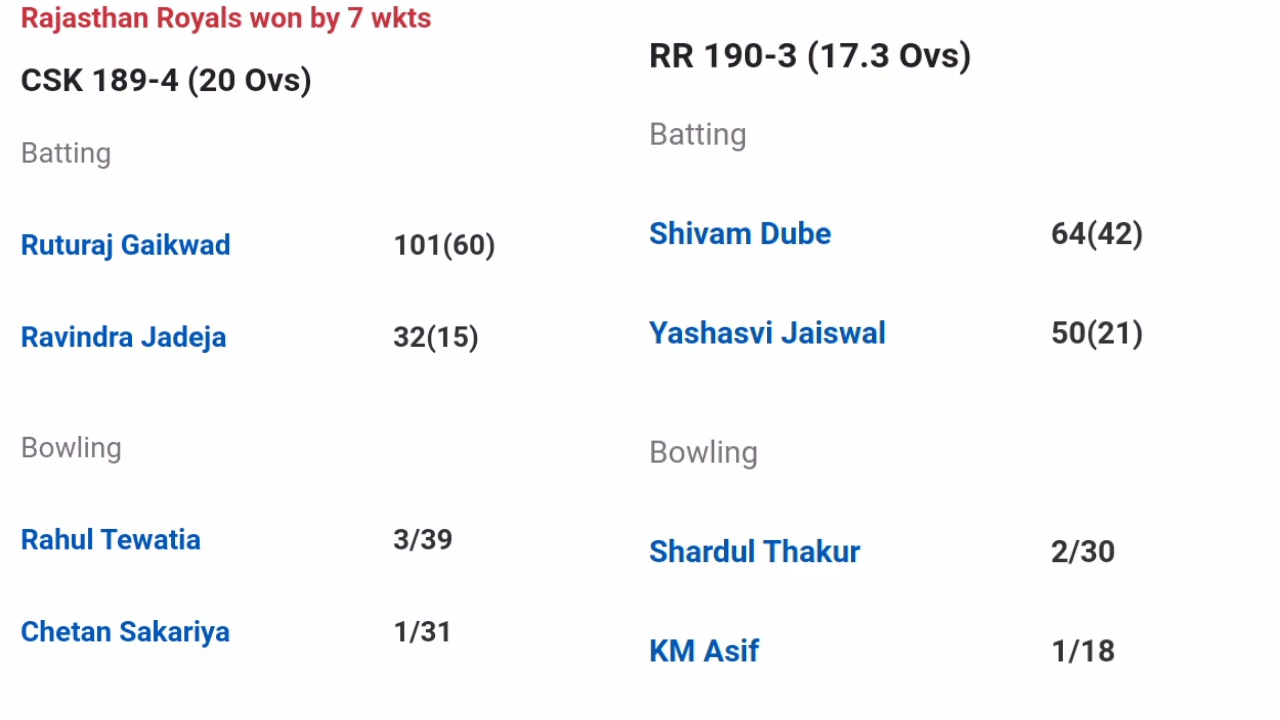 Rajasthan Royals won by 7 wkts
CSK 189-4 (20 Ovs)
Batting
Ruturaj Gaikwad 101(60)
Ravindra Jadeja 32(15)
Bowling
Rahul Tewatia 3/39
Chetan Sakariya 1/31
RR 190-3 (17.3 Ovs)
Batting
Shivam Dube 64(42)
Yashasvi Jaiswal 50(21)
Bowling
Shardul Thakur 2/30
KM Asif 1/18